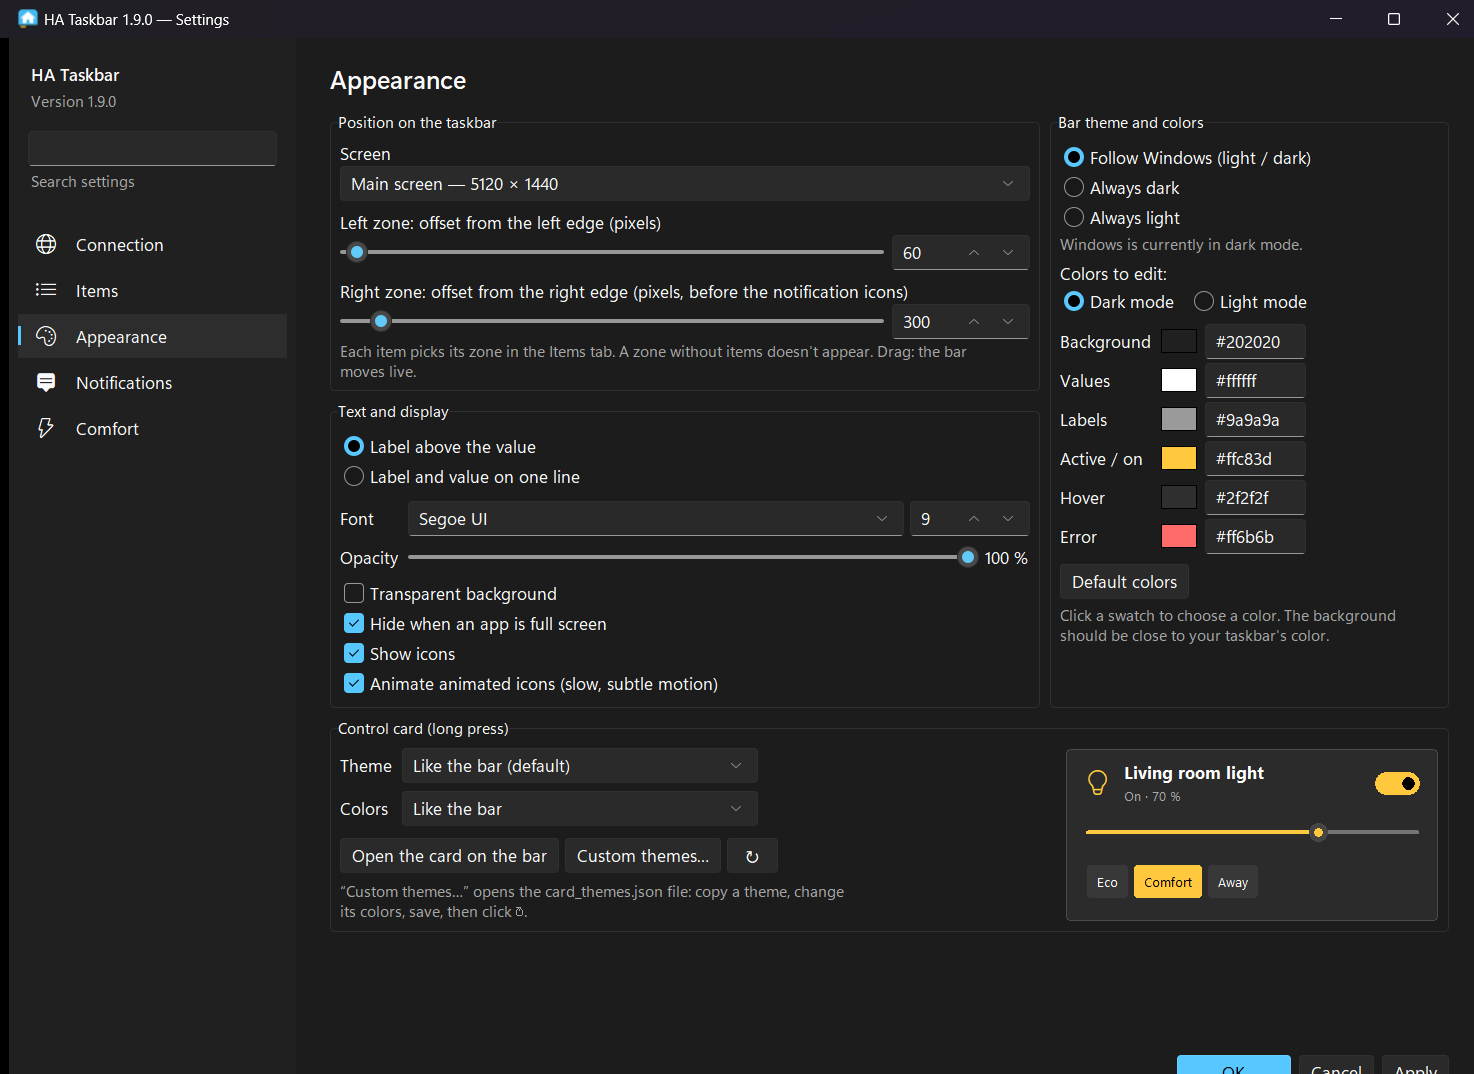 HA Taskbar 1.9.0 — Settings
HA Taskbar
Version 1.9.0
Search settings
Connection
Items
Appearance
Notifications
Comfort
Appearance
Position on the taskbar
Screen
Main screen — 5120 × 1440
Left zone: offset from the left edge (pixels)
60
Right zone: offset from the right edge (pixels, before the notification icons)
300
Each item picks its zone in the Items tab. A zone without items doesn't appear. Drag: the bar
moves live.
Text and display
Label above the value
Label and value on one line
Font
Segoe UI
9
Opacity
100 %
Transparent background
Hide when an app is full screen
Show icons
Animate animated icons (slow, subtle motion)
Bar theme and colors
Follow Windows (light / dark)
Always dark
Always light
Windows is currently in dark mode.
Colors to edit:
Dark mode
Light mode
Background
#202020
Values
#ffffff
Labels
#9a9a9a
Active / on
#ffc83d
Hover
#2f2f2f
Error
#ff6b6b
Default colors
Click a swatch to choose a color. The background
should be close to your taskbar's color.
Control card (long press)
Theme
Like the bar (default)
Colors
Like the bar
Open the card on the bar
Custom themes...
↻
“Custom themes...” opens the card_themes.json file: copy a theme, change
its colors, save, then click ↻.
Living room light
On · 70 %
Eco
Comfort
Away
OK
Cancel
Apply